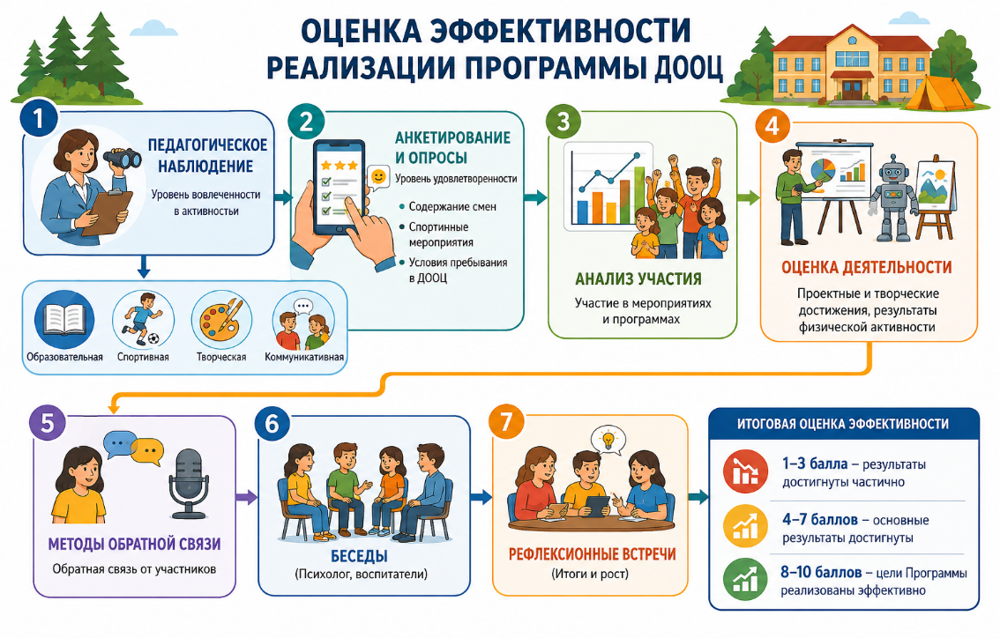 ОЦЕНКА ЭФФЕКТИВНОСТИ
РЕАЛИЗАЦИИ ПРОГРАММЫ ДООЦ
1
ПЕДАГОГИЧЕСКОЕ
НАБЛЮДЕНИЕ
Уровень вовлеченности
в активностьи
Образовательная
Спортивная
Творческая
Коммуникативная
2
АНКЕТИРОВАНИЕ
И ОПРОСЫ
Уровень удовлетворенности
• Содержание смен
• Спортинные
мероприятия
• Условия пребывания
в ДООЦ
3
АНАЛИЗ УЧАСТИЯ
Участие в мероприятиях
и программах
4
ОЦЕНКА ДЕЯТЕЛЬНОСТИ
Проектные и творческие
достижения, результаты
физической активности
5
МЕТОДЫ ОБРАТНОЙ СВЯЗИ
Обратная связь от участников
6
БЕСЕДЫ
(Психолог, воспитатели)
7
РЕФЛЕКСИОННЫЕ ВСТРЕЧИ
(Итоги и рост)
ИТОГОВАЯ ОЦЕНКА ЭФФЕКТИВНОСТИ
1–3 балла – результаты
достигнуты частично
4–7 баллов – основные
результаты достигнуты
8–10 баллов – цели Программы
реализованы эффективно